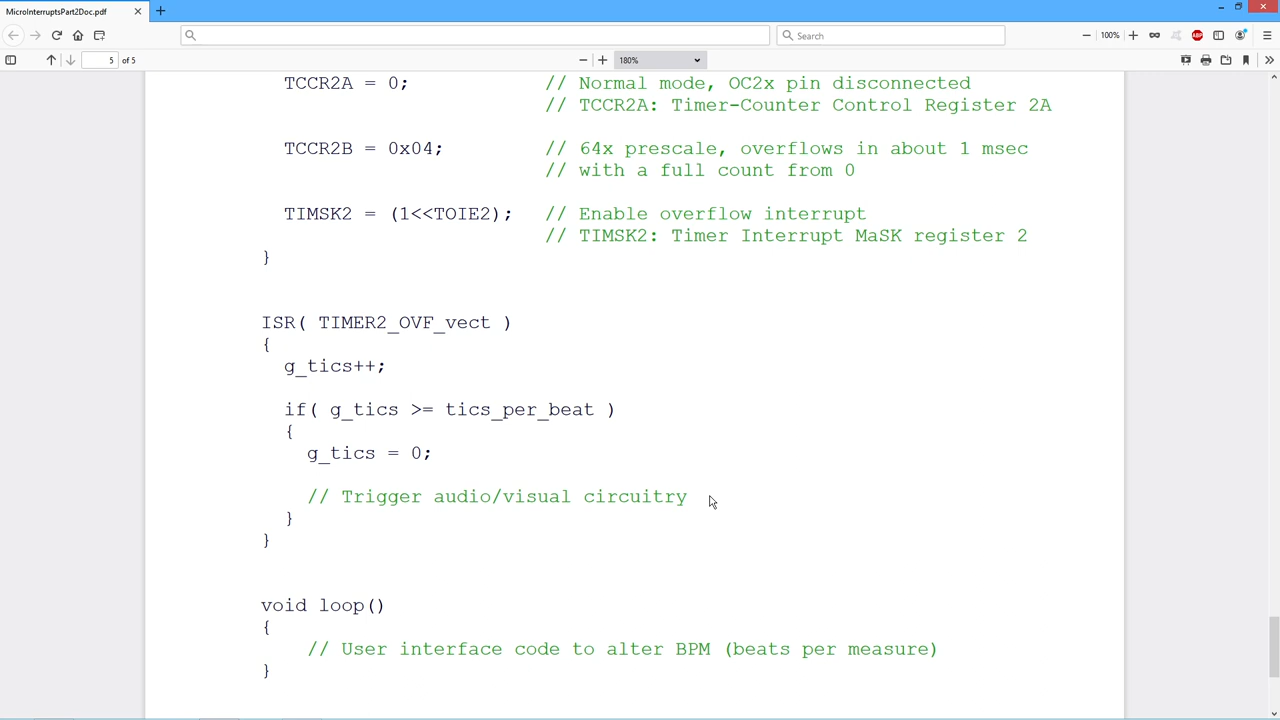 MicroInterruptsPart2Doc.pdf
Search
100%
ABP
5 of 5
180%
TCCR2A = 0; // Normal mode, OC2x pin disconnected
// TCCR2A: Timer-Counter Control Register 2A
TCCR2B = 0x04; // 64x prescale, overflows in about 1 msec
// with a full count from 0
TIMSK2 = (1<<TOIE2); // Enable overflow interrupt
// TIMSK2: Timer Interrupt MaSK register 2
}
ISR( TIMER2_OVF_vect )
{
g_tics++;
if( g_tics >= tics_per_beat )
{
g_tics = 0;
// Trigger audio/visual circuitry
}
}
void loop()
{
// User interface code to alter BPM (beats per measure)
}